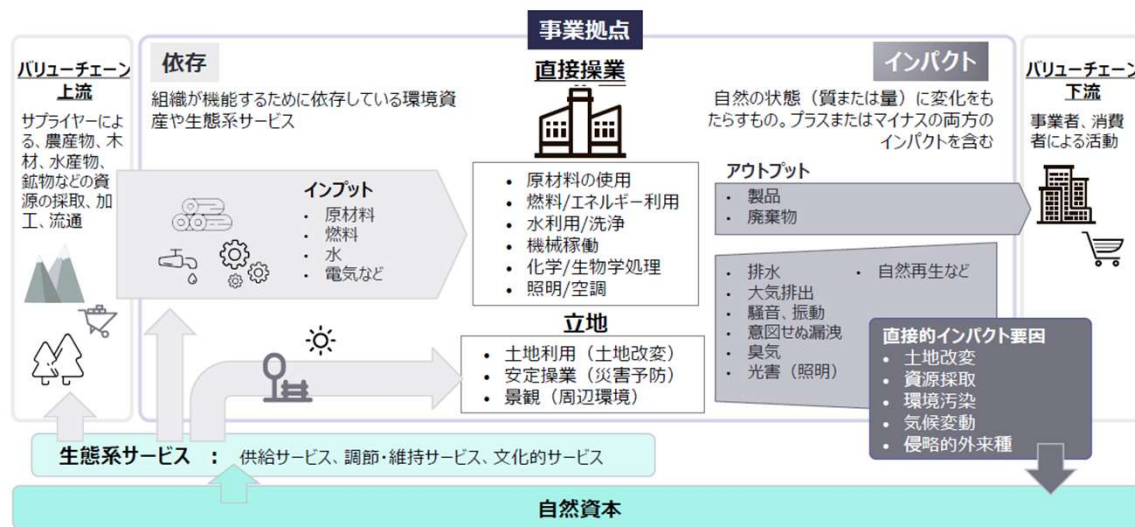 事業拠点
バリューチェーン
上流
サプライヤーによ
る、農産物、木
材、水産物、
鉱物などの資
源の採取、加
工、流通
依存
組織が機能するために依存している環境資
産や生態系サービス
インプット
• 原材料
• 燃料
• 水
• 電気など
直接操業
• 原材料の使用
• 燃料/エネルギー利用
• 水利用/洗浄
• 機械稼働
• 化学/生物学処理
• 照明/空調
立地
• 土地利用（土地改変）
• 安定操業（災害予防）
• 景観（周辺環境）
インパクト
自然の状態（質または量）に変化をも
たらすもの。プラスまたはマイナスの両方の
インパクトを含む
アウトプット
• 製品
• 廃棄物
• 排水
• 大気排出
• 騒音、振動
• 意図せぬ漏洩
• 臭気
• 光害（照明）
• 自然再生など
直接的インパクト要因
• 土地改変
• 資源採取
• 環境汚染
• 気候変動
• 侵略的外来種
バリューチェーン
下流
事業者、消費
者による活動
生態系サービス ： 供給サービス、調節・維持サービス、文化的サービス
自然資本